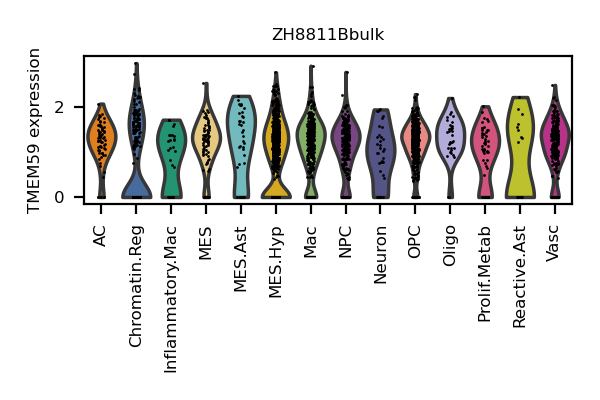 ZH8811Bbulk
TMEM59 expression
2
0
AC
Chromatin.Reg
Inflammatory.Mac
MES
MES.Ast
MES.Hyp
Mac
NPC
Neuron
OPC
Oligo
Prolif.Metab
Reactive.Ast
Vasc